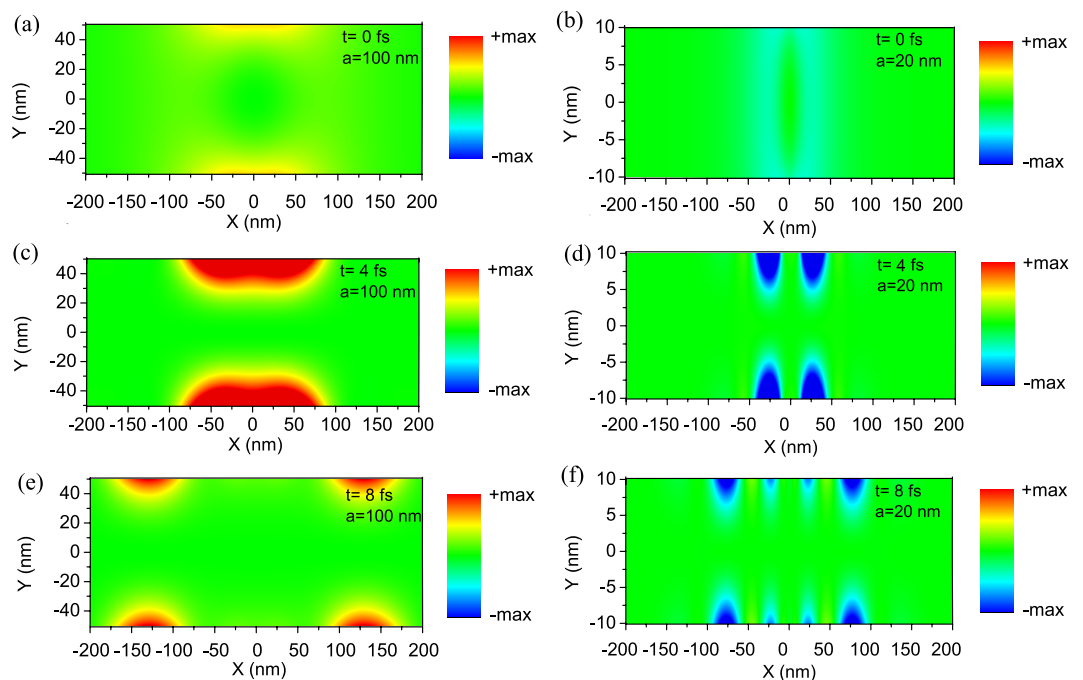 (a)
t= 0 fs
a=100 nm
40
20
0
-20
-40
Y (nm)
-200 -150 -100 -50 0 50 100 150 200
X (nm)
+max
-max
(b)
t= 0 fs
a=20 nm
10
5
0
-5
-10
Y (nm)
-200 -150 -100 -50 0 50 100 150 200
X (nm)
+max
-max
(c)
t= 4 fs
a=100 nm
40
20
0
-20
-40
Y (nm)
-200 -150 -100 -50 0 50 100 150 200
X (nm)
+max
-max
(d)
t= 4 fs
a=20 nm
10
5
0
-5
-10
Y (nm)
-200 -150 -100 -50 0 50 100 150 200
X (nm)
+max
-max
(e)
t= 8 fs
a=100 nm
40
20
0
-20
-40
Y (nm)
-200 -150 -100 -50 0 50 100 150 200
X (nm)
+max
-max
(f)
t= 8 fs
a=20 nm
10
5
0
-5
-10
Y (nm)
-200 -150 -100 -50 0 50 100 150 200
X (nm)
+max
-max